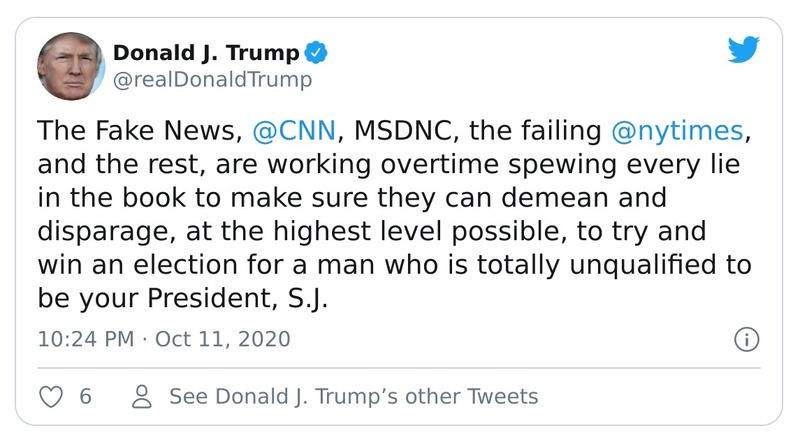 Donald J. Trump
@realDonaldTrump
The Fake News, @CNN, MSDNC, the failing @nytimes,
and the rest, are working overtime spewing every lie
in the book to make sure they can demean and
disparage, at the highest level possible, to try and
win an election for a man who is totally unqualified to
be your President, S.J.
10:24 PM · Oct 11, 2020
6 See Donald J. Trump’s other Tweets